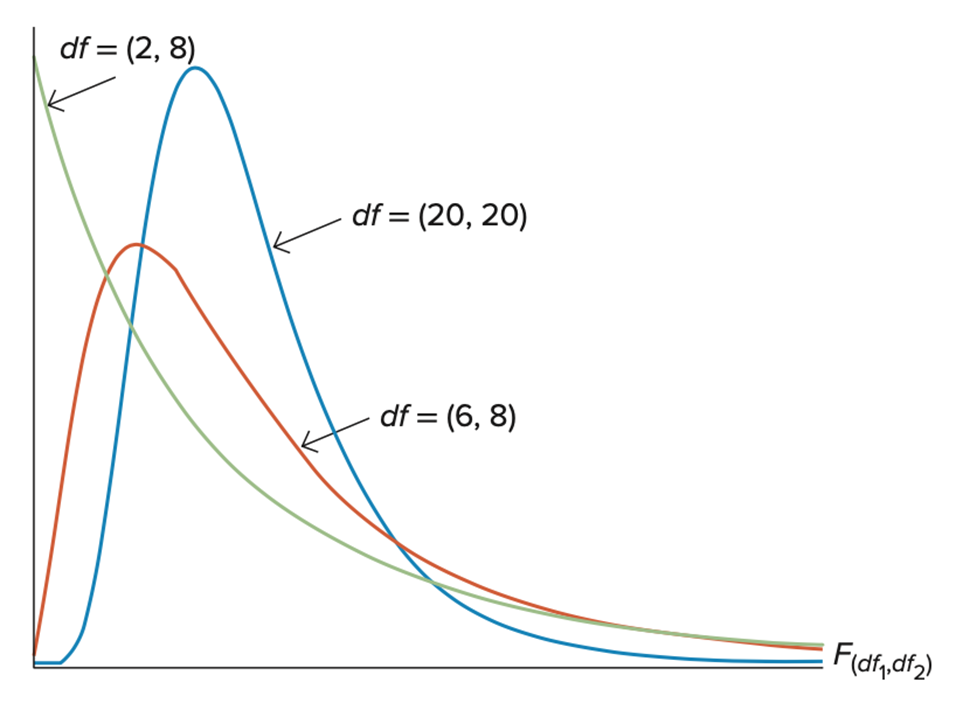 df = (2, 8)
df = (20, 20)
df = (6, 8)
F(df1,df2)